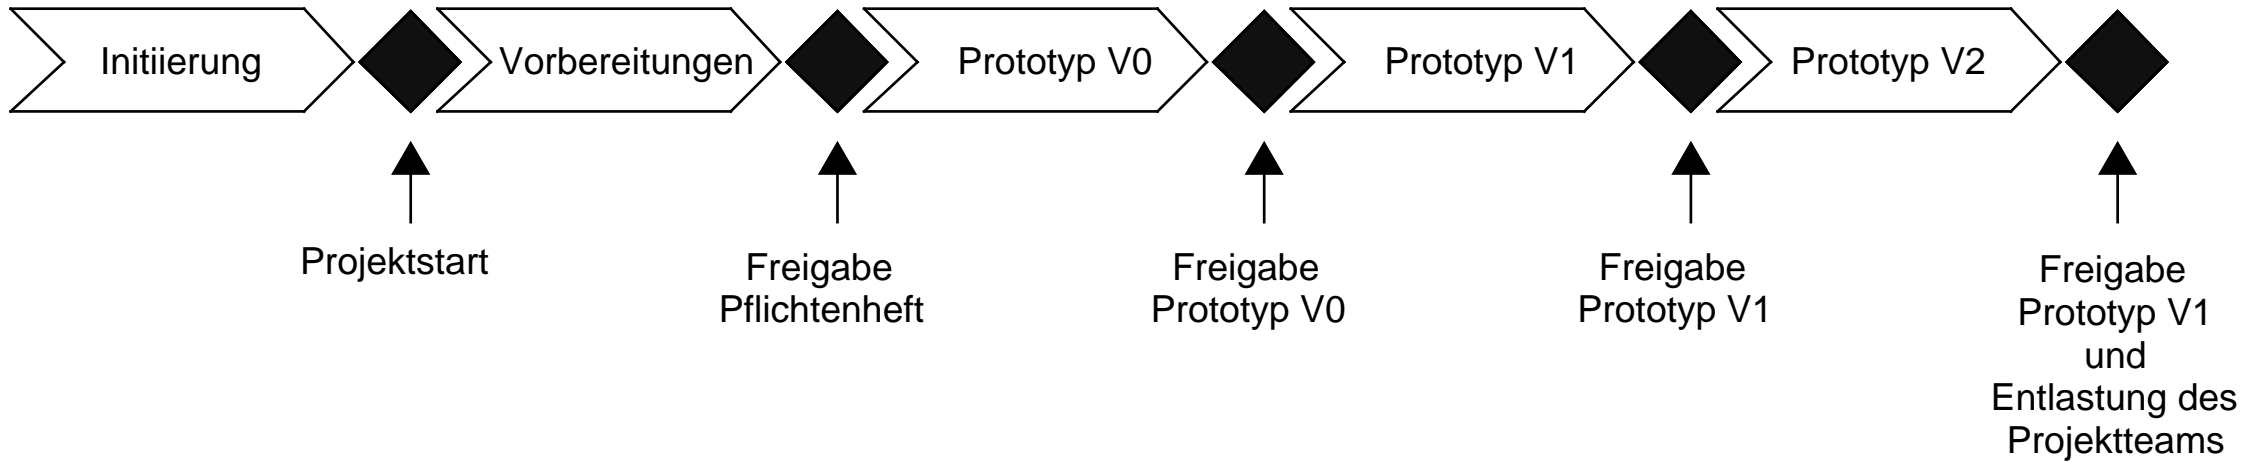 Initiierung
Vorbereitungen
Prototyp V0
Prototyp V1
Prototyp V2
Projektstart
Freigabe
Pflichtenheft
Freigabe
Prototyp V0
Freigabe
Prototyp V1
Freigabe
Prototyp V1
und
Entlastung des
Projektteams